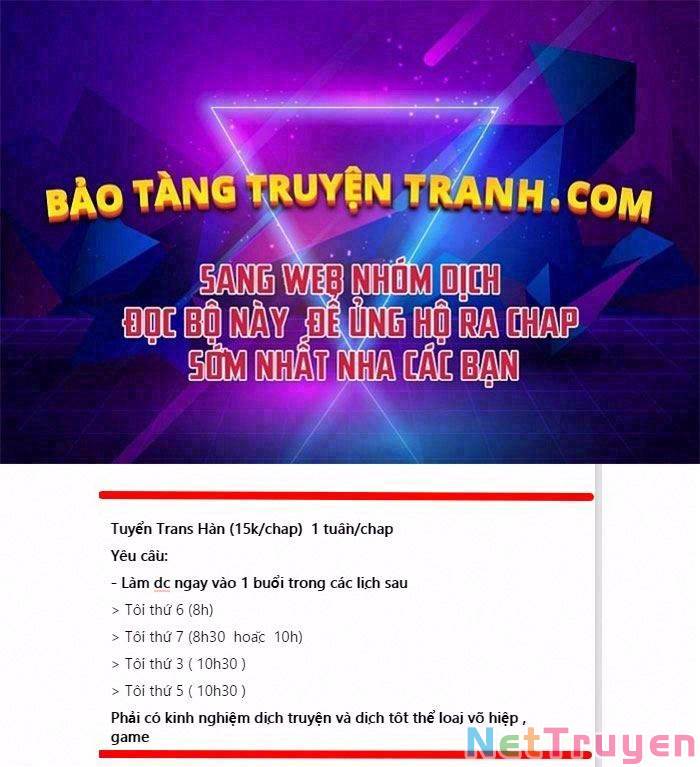 BẢO TÀNG TRUYỆN TRANH.COM
SANG WEB NHÓM DỊCH
ĐỌC BỘ NÀY ĐỂ ỦNG HỘ RA CHAP
SỚM NHẤT NHA CÁC BẠN
Tuyển Trans Hàn (15k/chap) 1 tuần/chap
Yêu cầu:
- Làm dc ngay vào 1 buổi trong các lịch sau
> Tối thứ 6 (8h)
> Tối thứ 7 (8h30 hoặc 10h)
> Tối thứ 3 ( 10h30 )
> Tối thứ 5 ( 10h30 )
Phải có kinh nghiệm dịch truyện và dịch tốt thể loại võ hiệp ,
game
NetTruyen